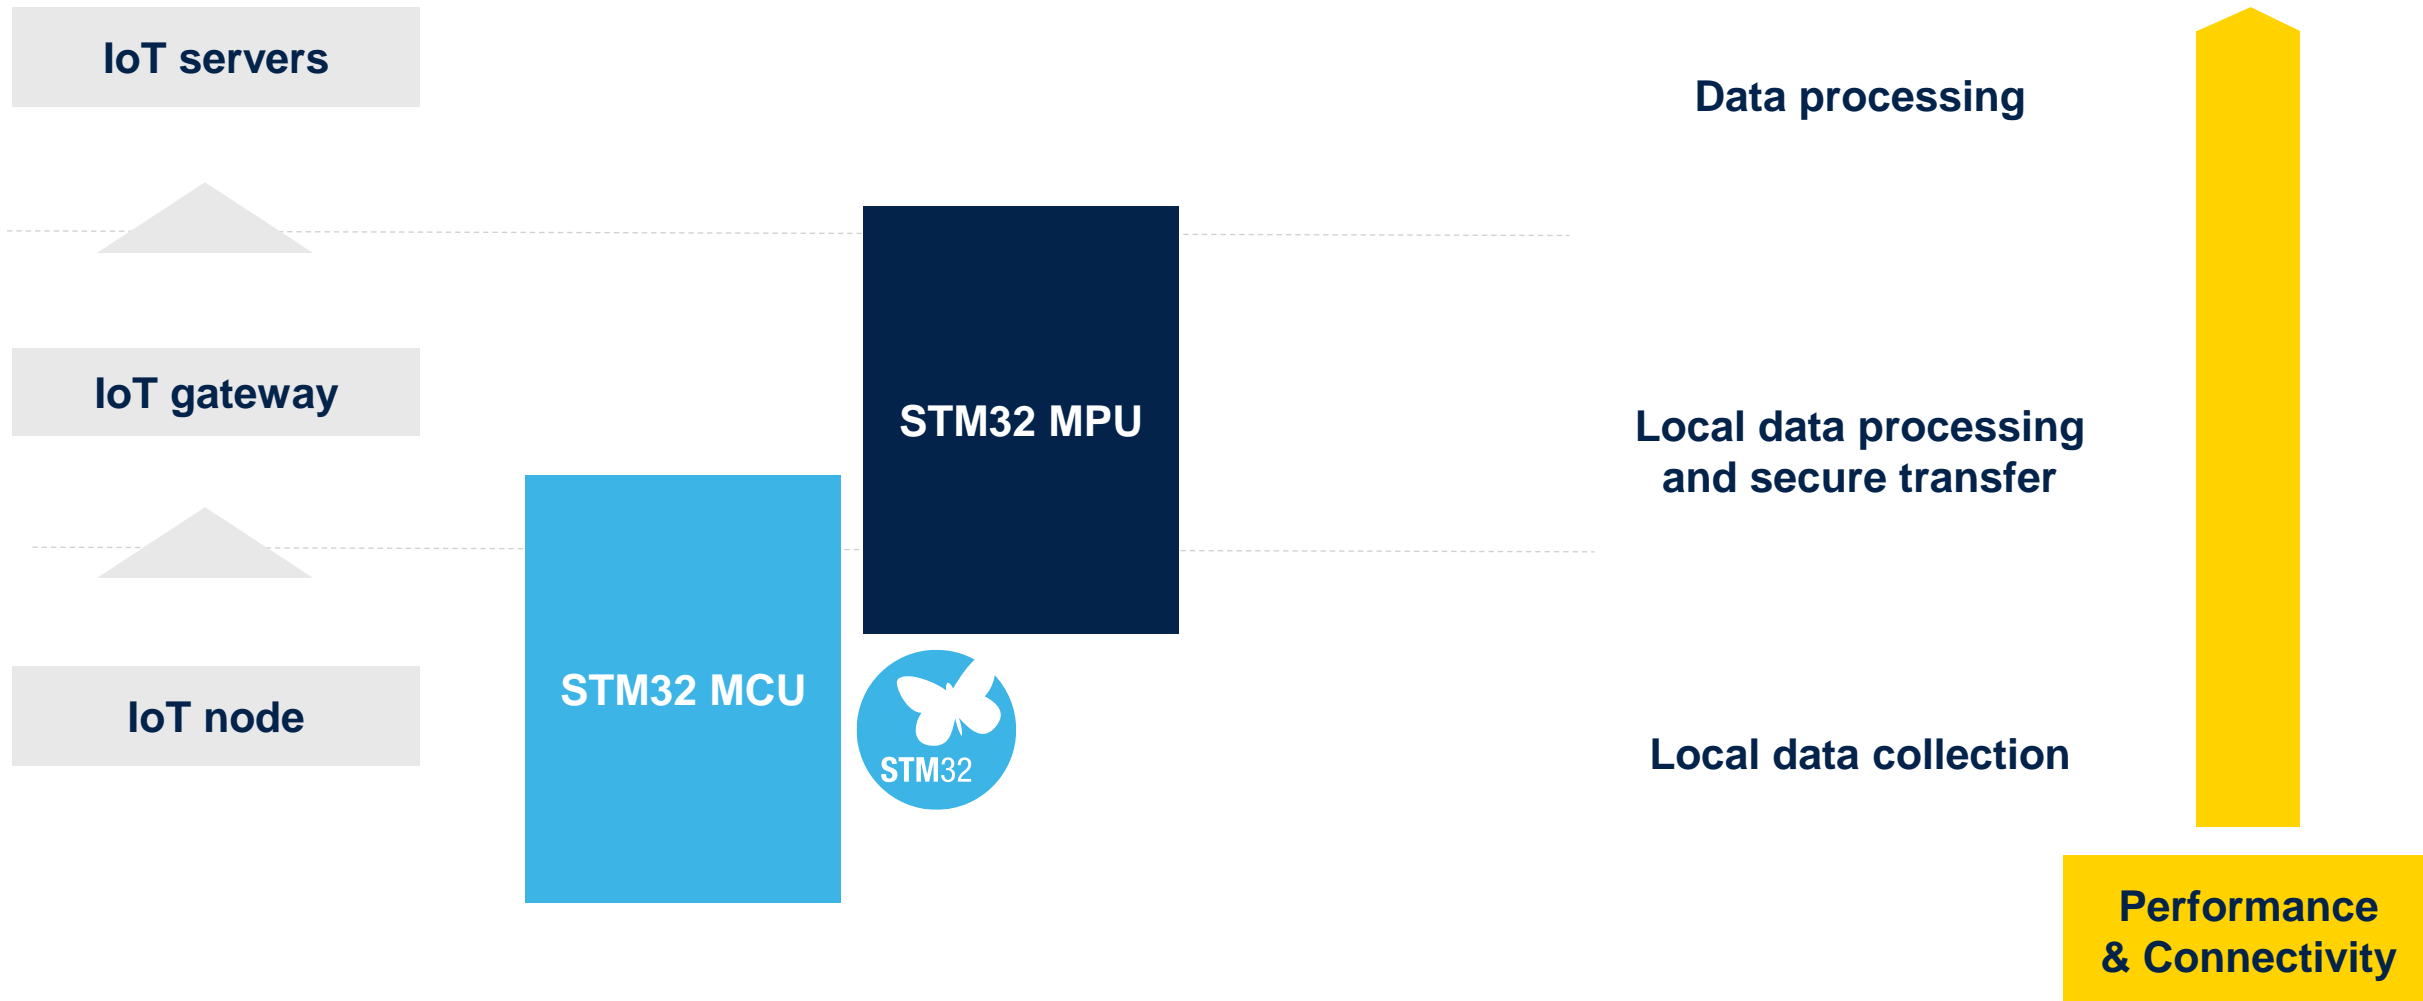 IoT servers
Data processing
IoT gateway
STM32 MPU
Local data processing
and secure transfer
STM32 MCU
IoT node
STM32
Local data collection
Performance
& Connectivity